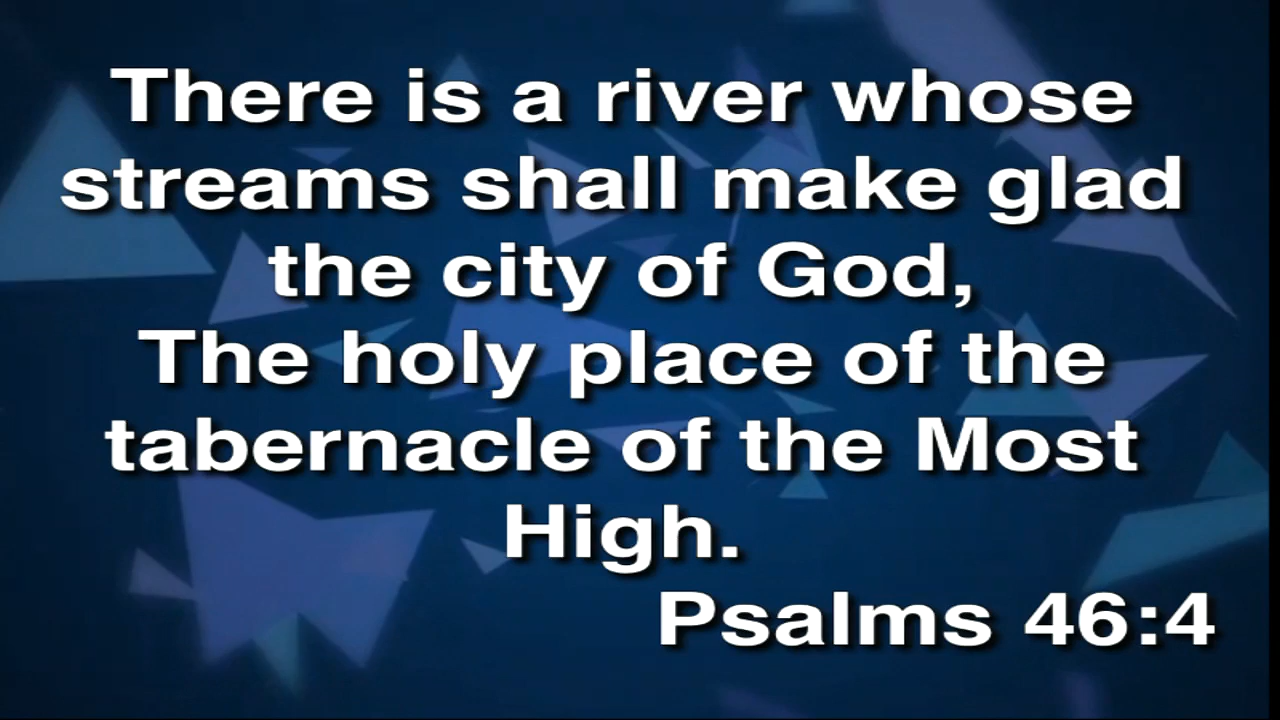 There is a river whose
streams shall make glad
the city of God,
The holy place of the
tabernacle of the Most
High.
Psalms 46:4